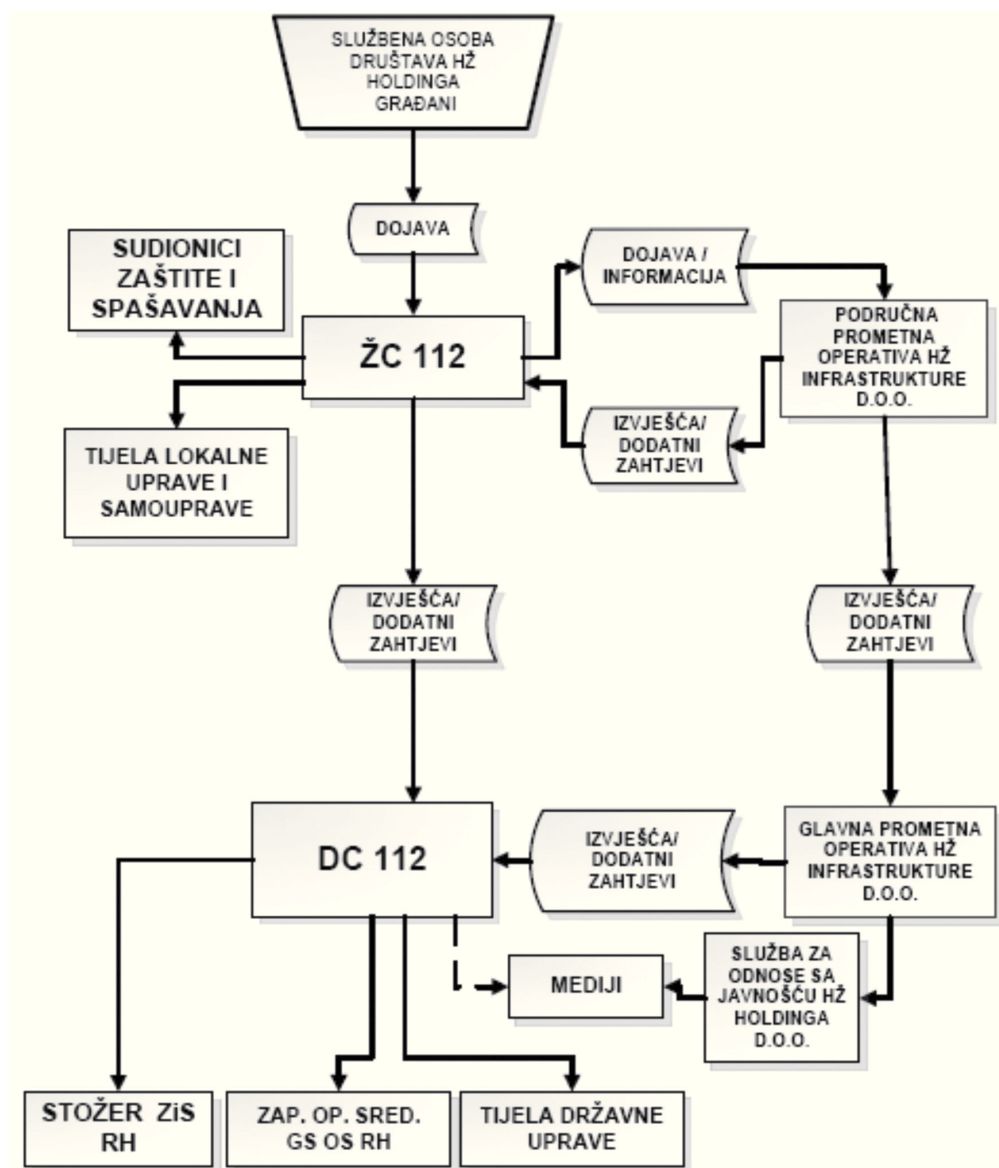 SLUŽBENA OSOBA
DRUŠTAVA HŽ
HOLDINGA
GRAĐANI
DOJAVA
SUDIONICI
ZAŠTITE I
SPAŠAVANJA
DOJAVA /
INFORMACIJA
ŽC 112
PODRUČNA
PROMETNA
OPERATIVA HŽ
INFRASTRUKTURE
D.O.O.
IZVJEŠĆA/
DODATNI
ZAHTJEVI
TIJELA LOKALNE
UPRAVE I
SAMOUPRAVE
IZVJEŠĆA/
DODATNI
ZAHTJEVI
IZVJEŠĆA/
DODATNI
ZAHTJEVI
DC 112
IZVJEŠĆA/
DODATNI
ZAHTJEVI
GLAVNA PROMETNA
OPERATIVA HŽ
INFRASTRUKTURE
D.O.O.
MEDIJI
SLUŽBA ZA
ODNOSE SA
JAVNOŠĆU HŽ
HOLDINGA
D.O.O.
STOŽER ZiS
RH
ZAP. OP. SRED.
GS OS RH
TIJELA DRŽAVNE
UPRAVE